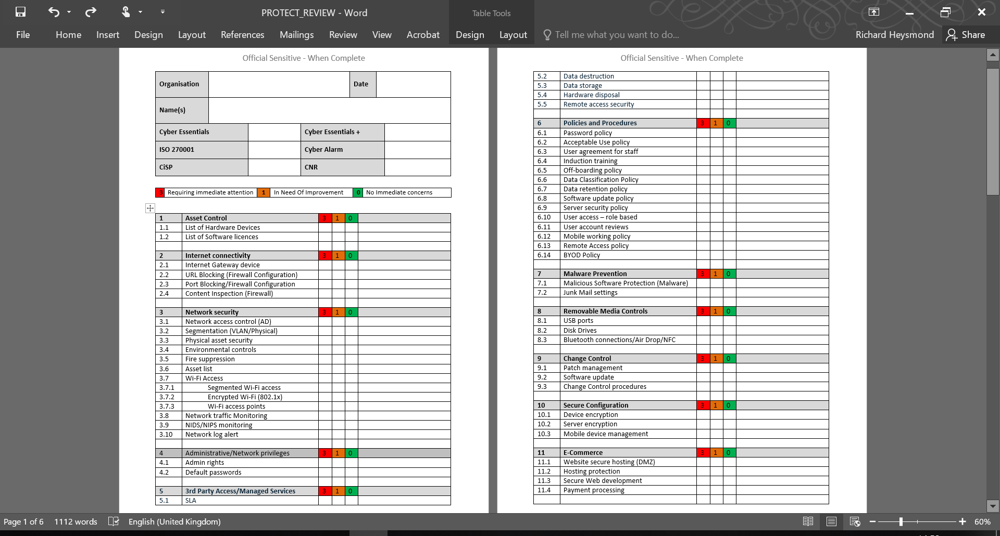 PROTECT_REVIEW - Word
Table Tools
File Home Insert Design Layout References Mailings Review View Acrobat Design Layout Tell me what you want to do... Richard Heysmond Share
Official Sensitive - When Complete
Organisation Date
Name(s)
Cyber Essentials Cyber Essentials +
ISO 270001 Cyber Alarm
CiSP CNR
3 Requiring immediate attention 1 In Need Of Improvement 0 No Immediate concerns
1 Asset Control 3 1 0
1.1 List of Hardware Devices
1.2 List of Software licences
2 Internet connectivity 3 1 0
2.1 Internet Gateway device
2.2 URL Blocking (Firewall Configuration)
2.3 Port Blocking/Firewall Configuration
2.4 Content Inspection (Firewall)
3 Network security 3 1 0
3.1 Network access control (AD)
3.2 Segmentation (VLAN/Physical)
3.3 Physical asset security
3.4 Environmental controls
3.5 Fire suppression
3.6 Asset list
3.7 Wi-Fi Access
3.7.1 Segmented Wi-Fi access
3.7.2 Encrypted Wi-Fi (802.1x)
3.7.3 Wi-Fi access points
3.8 Network traffic Monitoring
3.9 NIDS/NIPS monitoring
3.10 Network log alert
4 Administrative/Network privileges 3 1 0
4.1 Admin rights
4.2 Default passwords
5 3rd Party Access/Managed Services 3 1 0
5.1 SLA
Official Sensitive - When Complete
5.2 Data destruction
5.3 Data storage
5.4 Hardware disposal
5.5 Remote access security
6 Policies and Procedures 3 1 0
6.1 Password policy
6.2 Acceptable Use policy
6.3 User agreement for staff
6.4 Induction training
6.5 Off-boarding policy
6.6 Data Classification Policy
6.7 Data retention policy
6.8 Software update policy
6.9 Server security policy
6.10 User access – role based
6.11 User account reviews
6.12 Mobile working policy
6.13 Remote Access policy
6.14 BYOD Policy
7 Malware Prevention 3 1 0
7.1 Malicious Software Protection (Malware)
7.2 Junk Mail settings
8 Removable Media Controls 3 1 0
8.1 USB ports
8.2 Disk Drives
8.3 Bluetooth connections/Air Drop/NFC
9 Change Control 3 1 0
9.1 Patch management
9.2 Software update
9.3 Change Control procedures
10 Secure Configuration 3 1 0
10.1 Device encryption
10.2 Server encryption
10.3 Mobile device management
11 E-Commerce 3 1 0
11.1 Website secure hosting (DMZ)
11.2 Hosting protection
11.3 Secure Web development
11.4 Payment processing
Page 1 of 6 1112 words English (United Kingdom) 60%